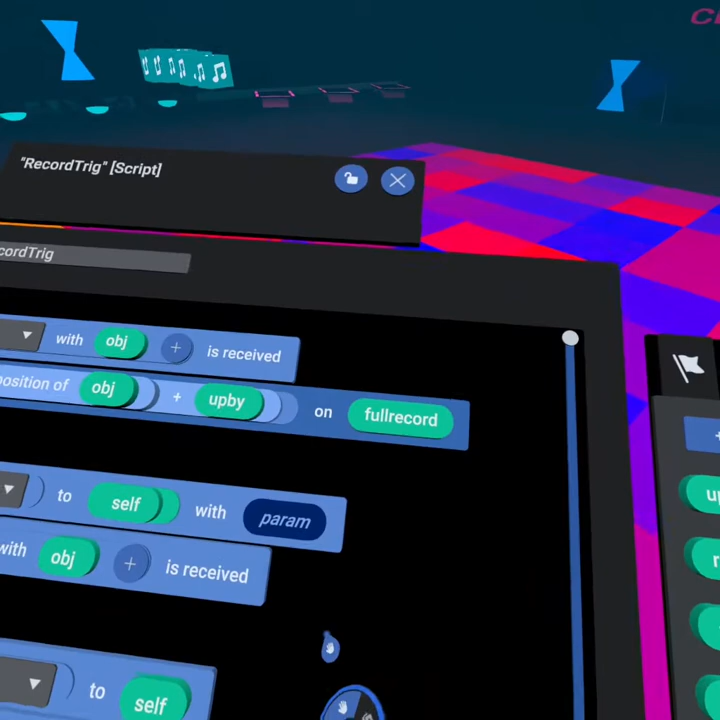 "RecordTrig" [Script]
cordTrig
with obj + is received
position of obj + upby on fullrecord
to self with param
with obj + is received
to self